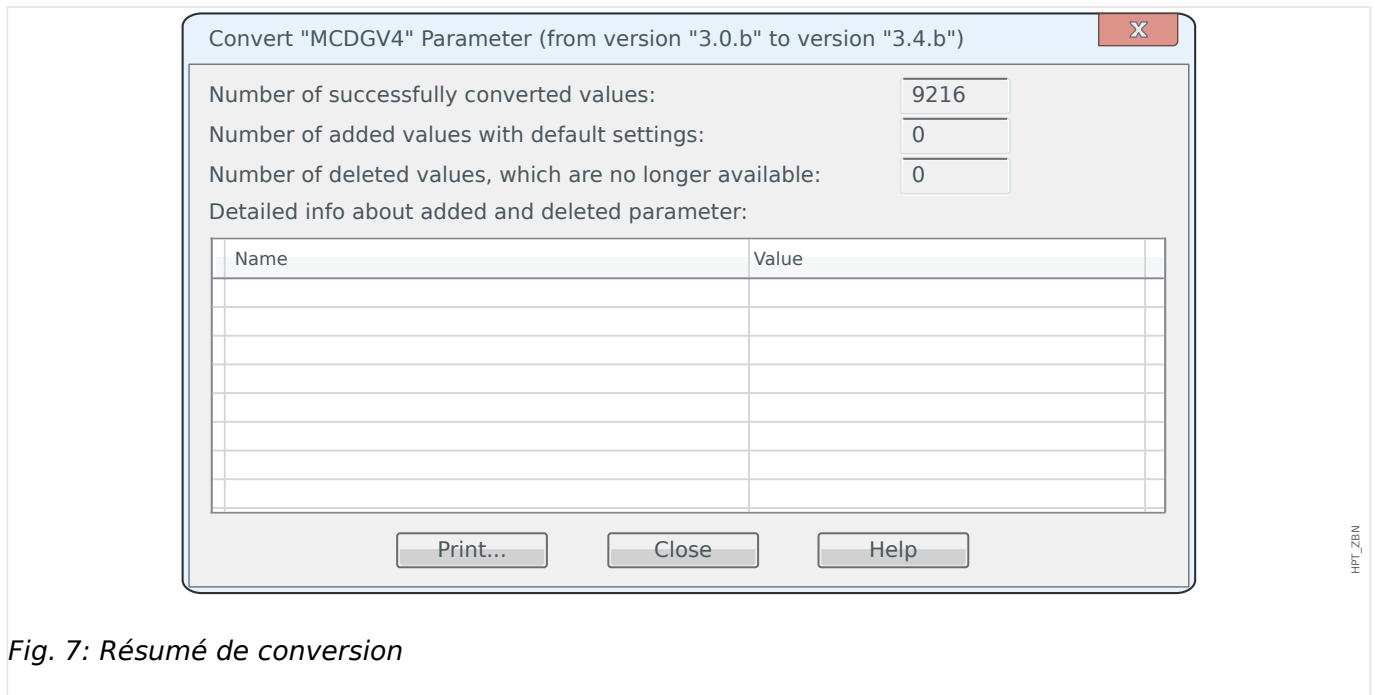 Convert "MCDGV4" Parameter (from version "3.0.b" to version "3.4.b")
X
Number of successfully converted values: 9216
Number of added values with default settings: 0
Number of deleted values, which are no longer available: 0
Detailed info about added and deleted parameter:
Name Value
Print... Close Help
HPT_ZBN
Fig. 7: Résumé de conversion